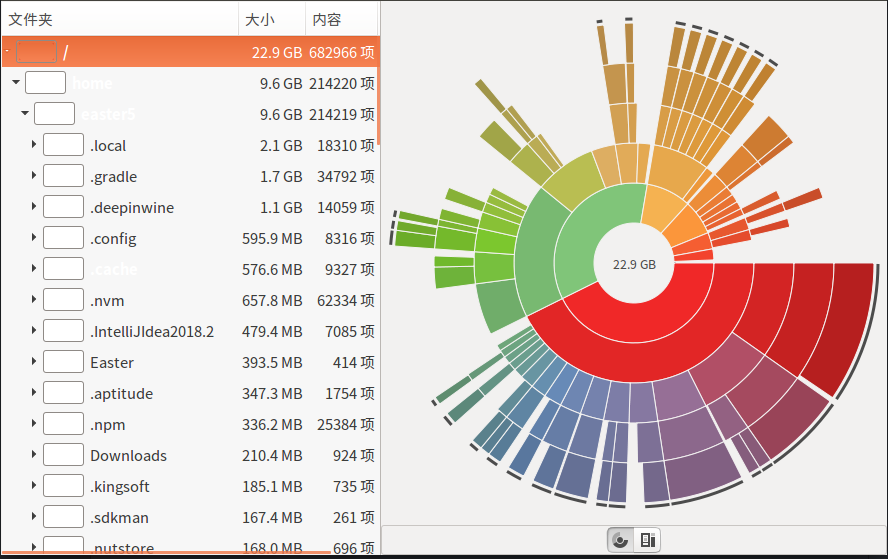 文件夹 大小 内容
/ 22.9 GB 682966 项
home 9.6 GB 214220 项
easter5 9.6 GB 214219 项
.local 2.1 GB 18310 项
.gradle 1.7 GB 34792 项
.deepinwine 1.1 GB 14059 项
.config 595.9 MB 8316 项
.cache 576.6 MB 9327 项
.nvm 657.8 MB 62334 项
.IntelliJIdea2018.2 479.4 MB 7085 项
Easter 393.5 MB 414 项
.aptitude 347.3 MB 1754 项
.npm 336.2 MB 25384 项
Downloads 210.4 MB 924 项
.kingsoft 185.1 MB 735 项
.sdkman 167.4 MB 261 项
.nutstore 168.0 MB 696 项
22.9 GB